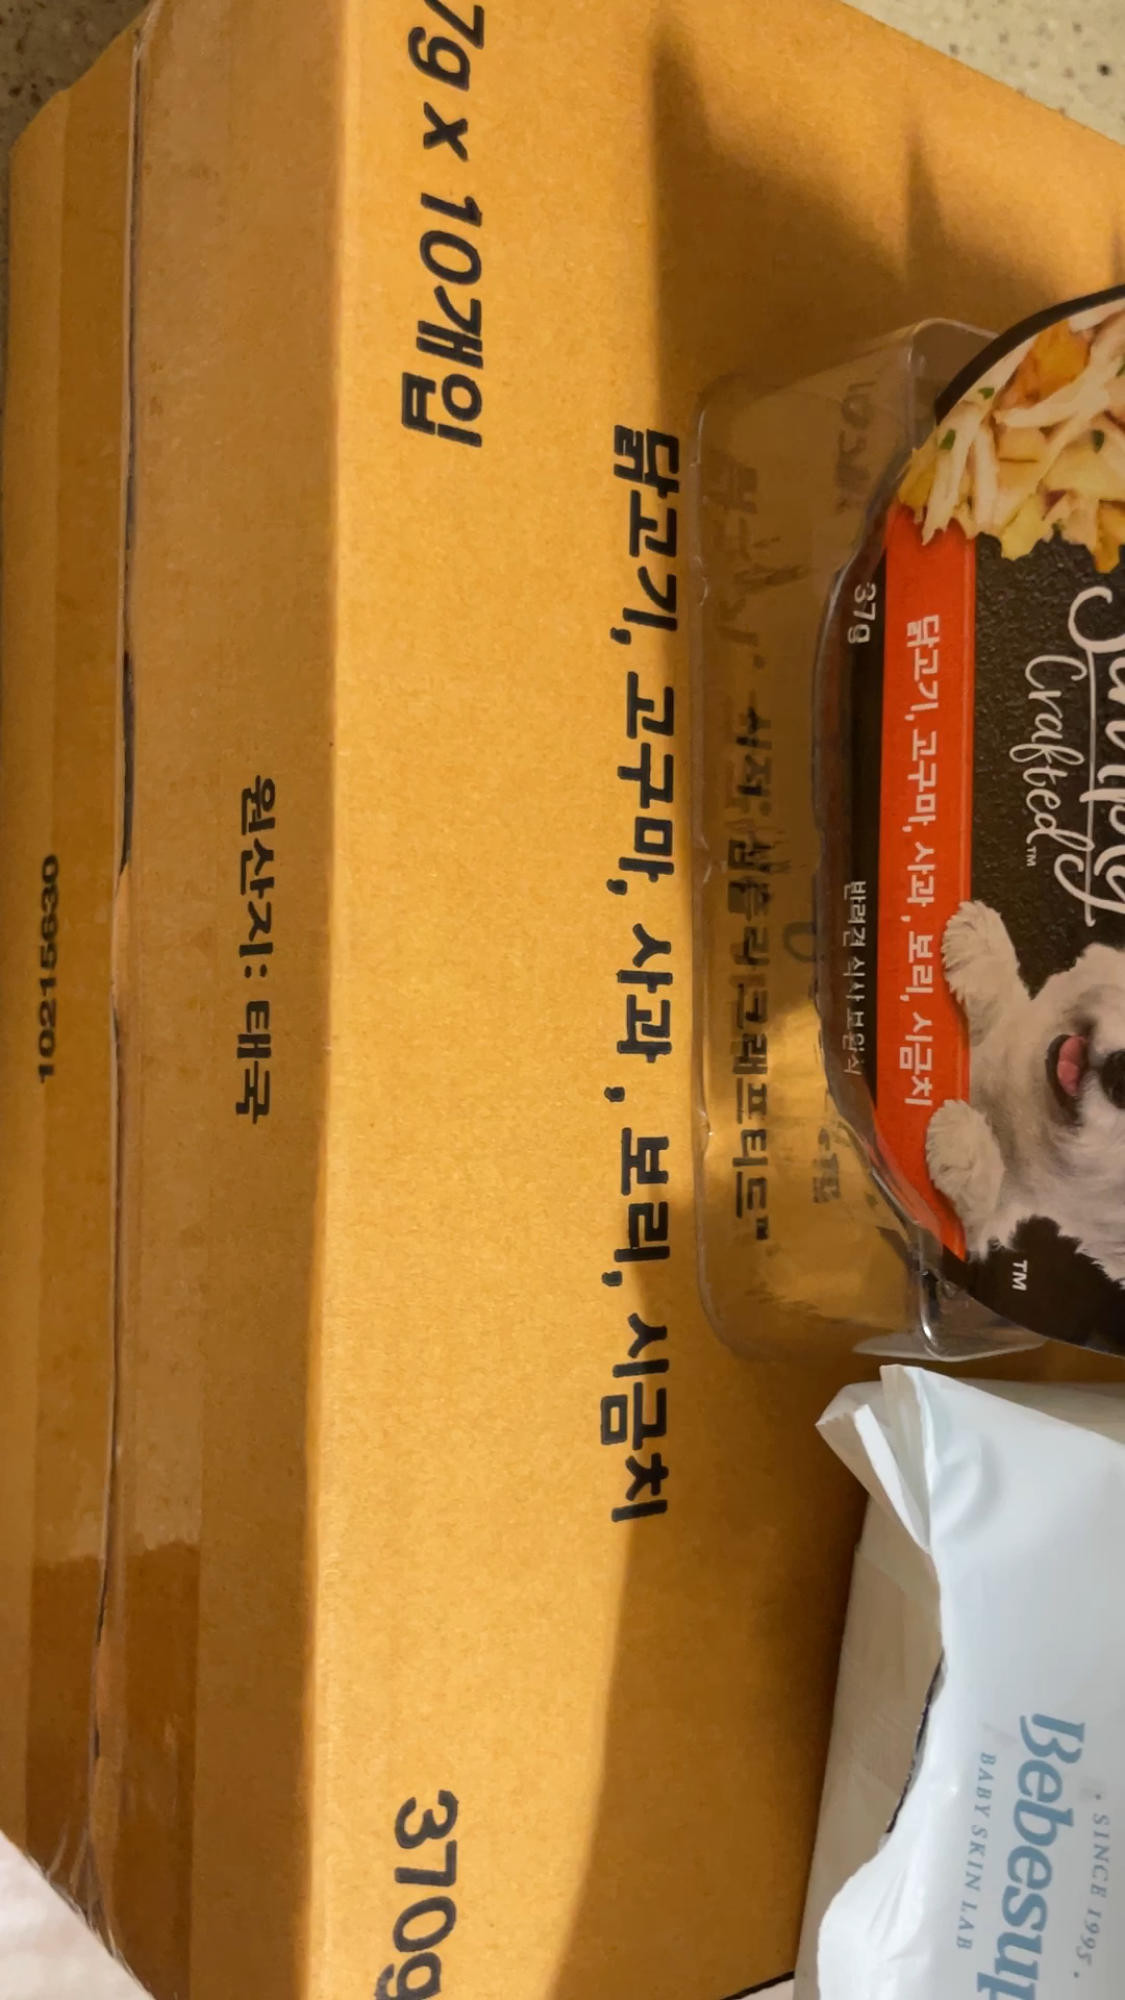 7g x 10개입
닭고기, 고구마, 사과 , 보리, 시금치
370g
원산지: 태국
10215630
Crafted™
닭고기, 고구마, 사과 , 보리, 시금치
37g
반려견 식사 보완식
TM
· SINCE 1995 ·
Bebesup
BABY SKIN LAB